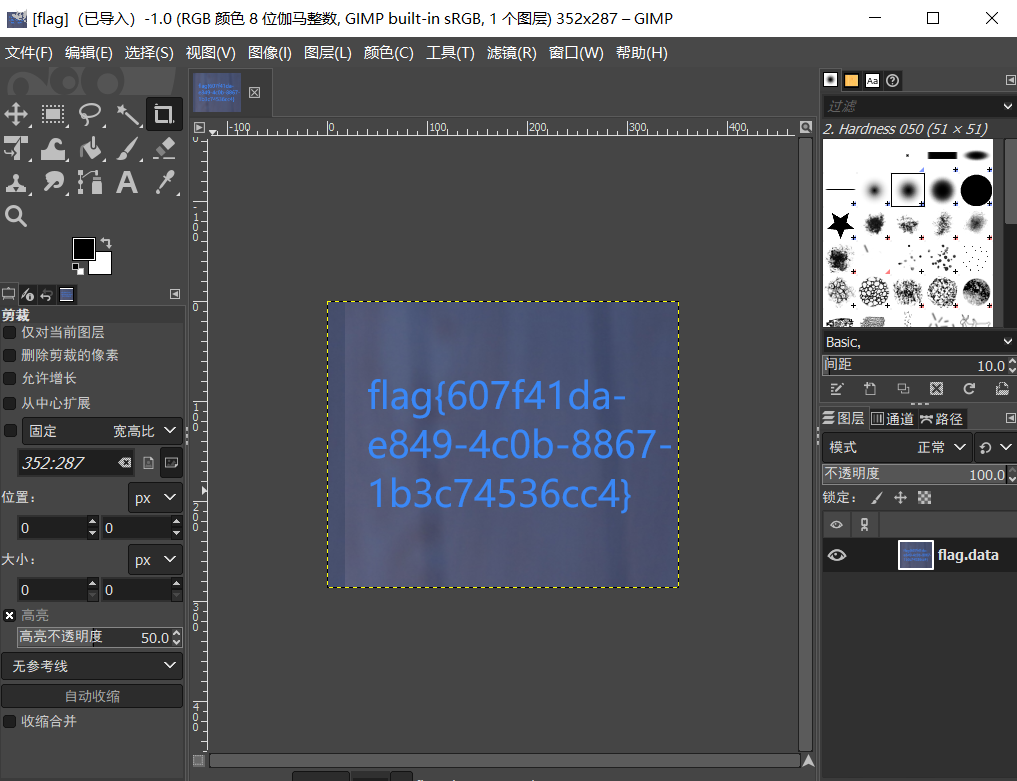 [flag]（已导入）-1.0 (RGB 颜色 8 位伽马整数, GIMP built-in sRGB, 1 个图层) 352x287 – GIMP
文件(F) 编辑(E) 选择(S) 视图(V) 图像(I) 图层(L) 颜色(C) 工具(T) 滤镜(R) 窗口(W) 帮助(H)
过滤
2. Hardness 050 (51 × 51)
-100 0 100 200 300 400
0
100
200
300
400
flag{607f41da-
e849-4c0b-8867-
1b3c74536cc4}
剪裁
仅对当前图层
删除剪裁的像素
允许增长
从中心扩展
固定 宽高比
352:287
位置: px
0 0
大小: px
0 0
高亮
高亮不透明度 50.0
无参考线
自动收缩
收缩合并
Basic,
间距 10.0
图层 通道 路径
模式 正常
不透明度 100.0
锁定:
flag.data